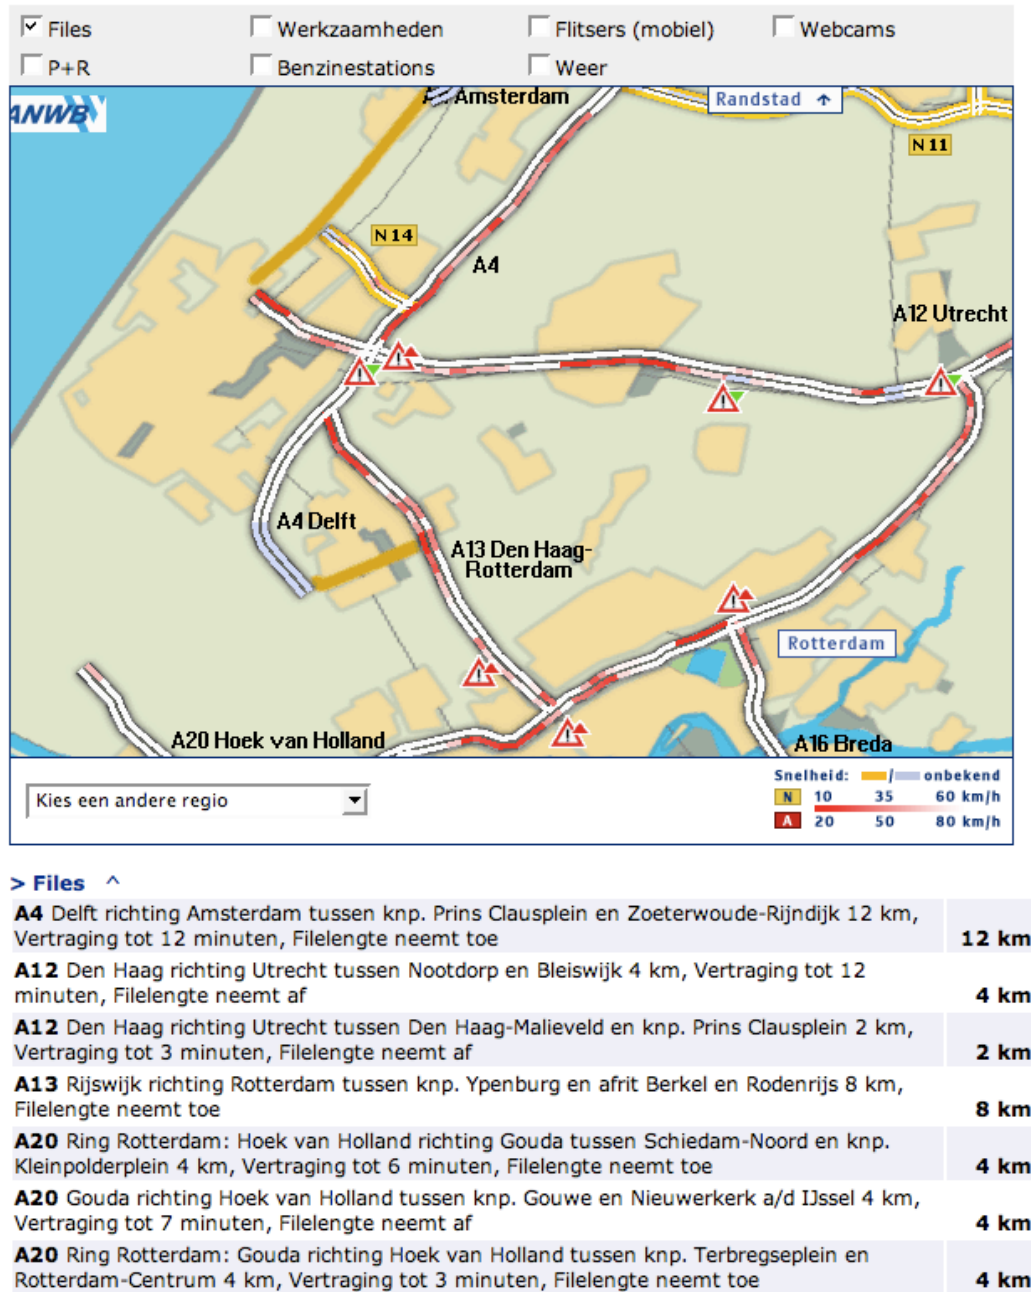 Files
Werkzaamheden
Flitsers (mobiel)
Webcams
P+R
Benzinestations
Weer
ANWB
Amsterdam
Randstad
N 11
N 14
A4
A12 Utrecht
A4 Delft
A13 Den Haag-
Rotterdam
Rotterdam
A20 Hoek van Holland
A16 Breda
Kies een andere regio
Snelheid: / onbekend
N 10 35 60 km/h
A 20 50 80 km/h
> Files ^
A4 Delft richting Amsterdam tussen knp. Prins Clausplein en Zoeterwoude-Rijndijk 12 km,
Vertraging tot 12 minuten, Filelengte neemt toe 12 km
A12 Den Haag richting Utrecht tussen Nootdorp en Bleiswijk 4 km, Vertraging tot 12
minuten, Filelengte neemt af 4 km
A12 Den Haag richting Utrecht tussen Den Haag-Malieveld en knp. Prins Clausplein 2 km,
Vertraging tot 3 minuten, Filelengte neemt af 2 km
A13 Rijswijk richting Rotterdam tussen knp. Ypenburg en afrit Berkel en Rodenrijs 8 km,
Filelengte neemt toe 8 km
A20 Ring Rotterdam: Hoek van Holland richting Gouda tussen Schiedam-Noord en knp.
Kleinpolderplein 4 km, Vertraging tot 6 minuten, Filelengte neemt toe 4 km
A20 Gouda richting Hoek van Holland tussen knp. Gouwe en Nieuwerkerk a/d IJssel 4 km,
Vertraging tot 7 minuten, Filelengte neemt af 4 km
A20 Ring Rotterdam: Gouda richting Hoek van Holland tussen knp. Terbregseplein en
Rotterdam-Centrum 4 km, Vertraging tot 3 minuten, Filelengte neemt toe 4 km